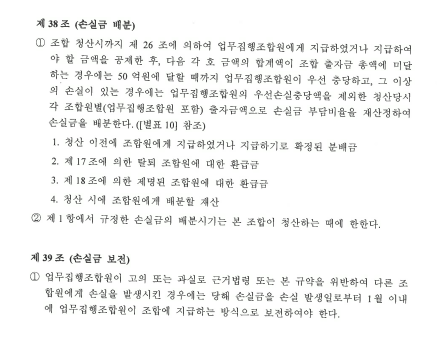 제 38 조 (손실금 배분)
① 조합 청산시까지 제 26 조에 의하여 업무집행조합원에게 지급하였거나 지급하여
야 할 금액을 공제한 후, 다음 각 호 금액의 합계액이 조합 출자금 총액에 미달
하는 경우에는 50 억원에 달할 때까지 업무집행조합원이 우선 충당하고, 그 이상
의 손실이 있는 경우에는 업무집행조합원의 우선손실충당액을 제외한 청산당시
각 조합원별(업무집행조합원 포함) 출자금액으로 손실금 부담비율을 재산정하여
손실금을 배분한다. ([별표 10] 참조)
1. 청산 이전에 조합원에게 지급하였거나 지급하기로 확정된 분배금
2. 제 17 조에 의한 탈퇴 조합원에 대한 환급금
3. 제 18 조에 의한 제명된 조합원에 대한 환급금
4. 청산 시에 조합원에게 배분할 재산
② 제 1 항에서 규정한 손실금의 배분시기는 본 조합이 청산하는 때에 한한다.
제 39 조 (손실금 보전)
① 업무집행조합원이 고의 또는 과실로 근거법령 또는 본 규약을 위반하여 다른 조
합원에게 손실을 발생시킨 경우에는 당해 손실금을 손실 발생일로부터 1 월 이내
에 업무집행조합원이 조합에 지급하는 방식으로 보전하여야 한다.